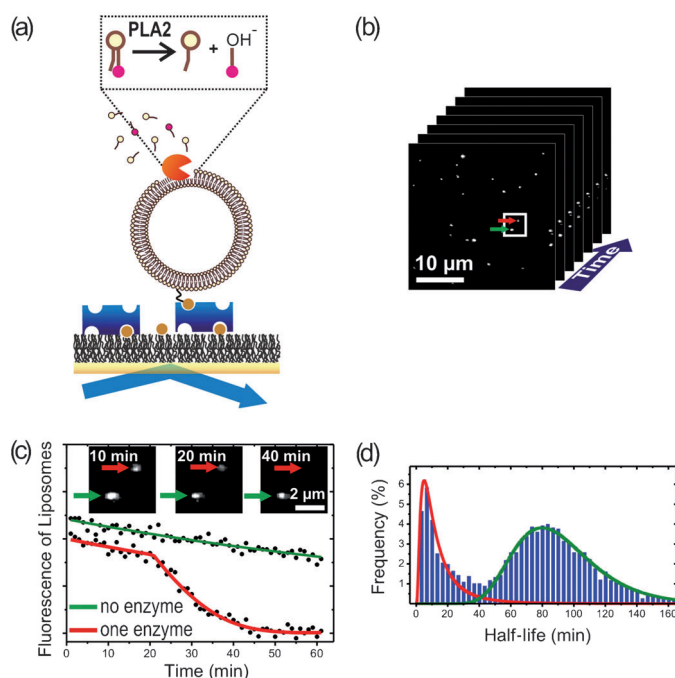 (a)
PLA2
+
OH⁻
(b)
10 µm
Time
(c)
Fluorescence of Liposomes
10 min
20 min
40 min
2 µm
no enzyme
one enzyme
0 10 20 30 40 50 60
Time (min)
(d)
Frequency (%)
6
5
4
3
2
1
0 20 40 60 80 100 120 140 160
Half-life (min)